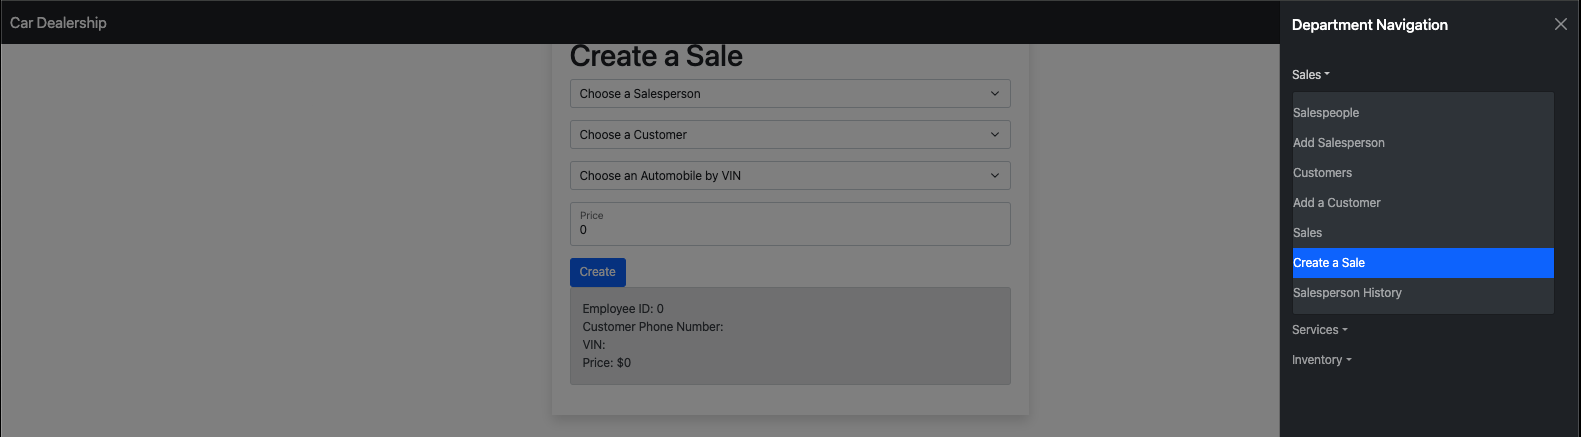 Car Dealership
Create a Sale
Choose a Salesperson
Choose a Customer
Choose an Automobile by VIN
Price
0
Create
Employee ID: 0
Customer Phone Number:
VIN:
Price: $0
Department Navigation
Sales
Salespeople
Add Salesperson
Customers
Add a Customer
Sales
Create a Sale
Salesperson History
Services
Inventory